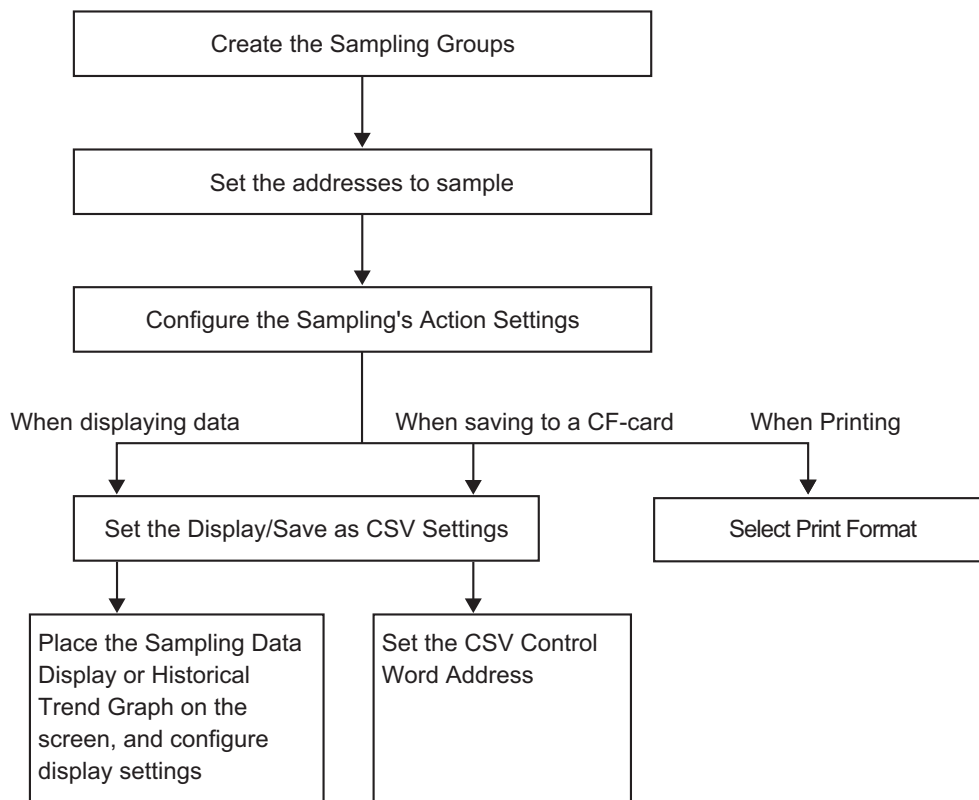 Create the Sampling Groups
Set the addresses to sample
Configure the Sampling's Action Settings
When displaying data
When saving to a CF-card
When Printing
Set the Display/Save as CSV Settings
Select Print Format
Place the Sampling Data
Display or Historical
Trend Graph on the
screen, and configure
display settings
Set the CSV Control
Word Address